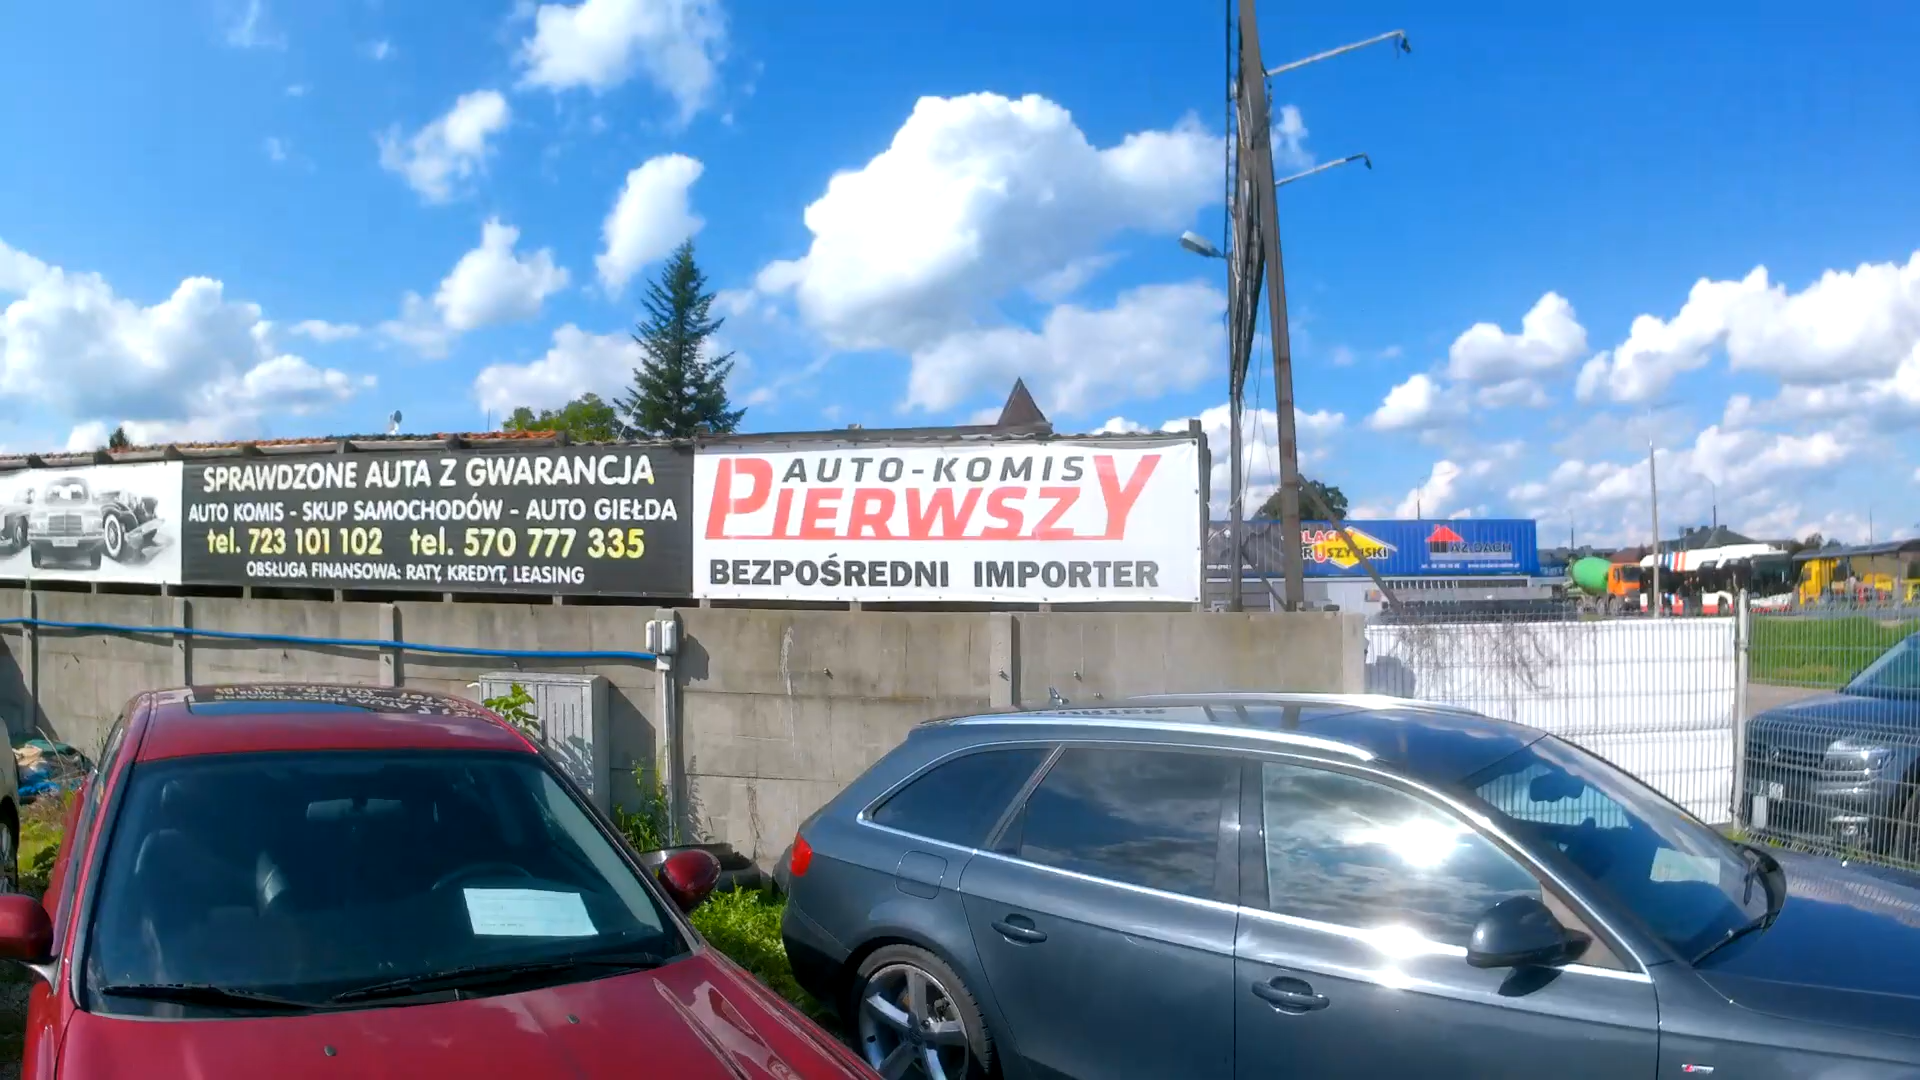 SPRAWDZONE AUTA Z GWARANCJĄ
AUTO KOMIS - SKUP SAMOCHODÓW - AUTO GIEŁDA
tel. 723 101 102 tel. 570 777 335
OBSŁUGA FINANSOWA: RATY, KREDYT, LEASING
AUTO-KOMIS
PIERWSZY
BEZPOŚREDNI IMPORTER